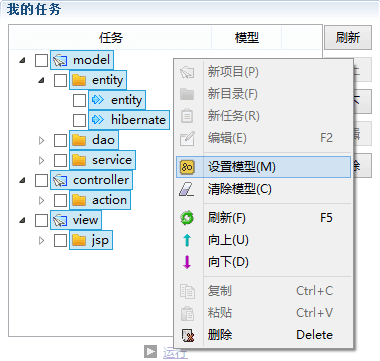 我的任务
任务 模型 刷新
model
entity
entity
hibernate
dao
service
controller
action
view
jsp
新项目(P)
新目录(F)
新任务(R)
编辑(E) F2
设置模型(M)
清除模型(C)
刷新(F) F5
向上(U)
向下(D)
复制 Ctrl+C
粘贴 Ctrl+V
删除 Delete
运行